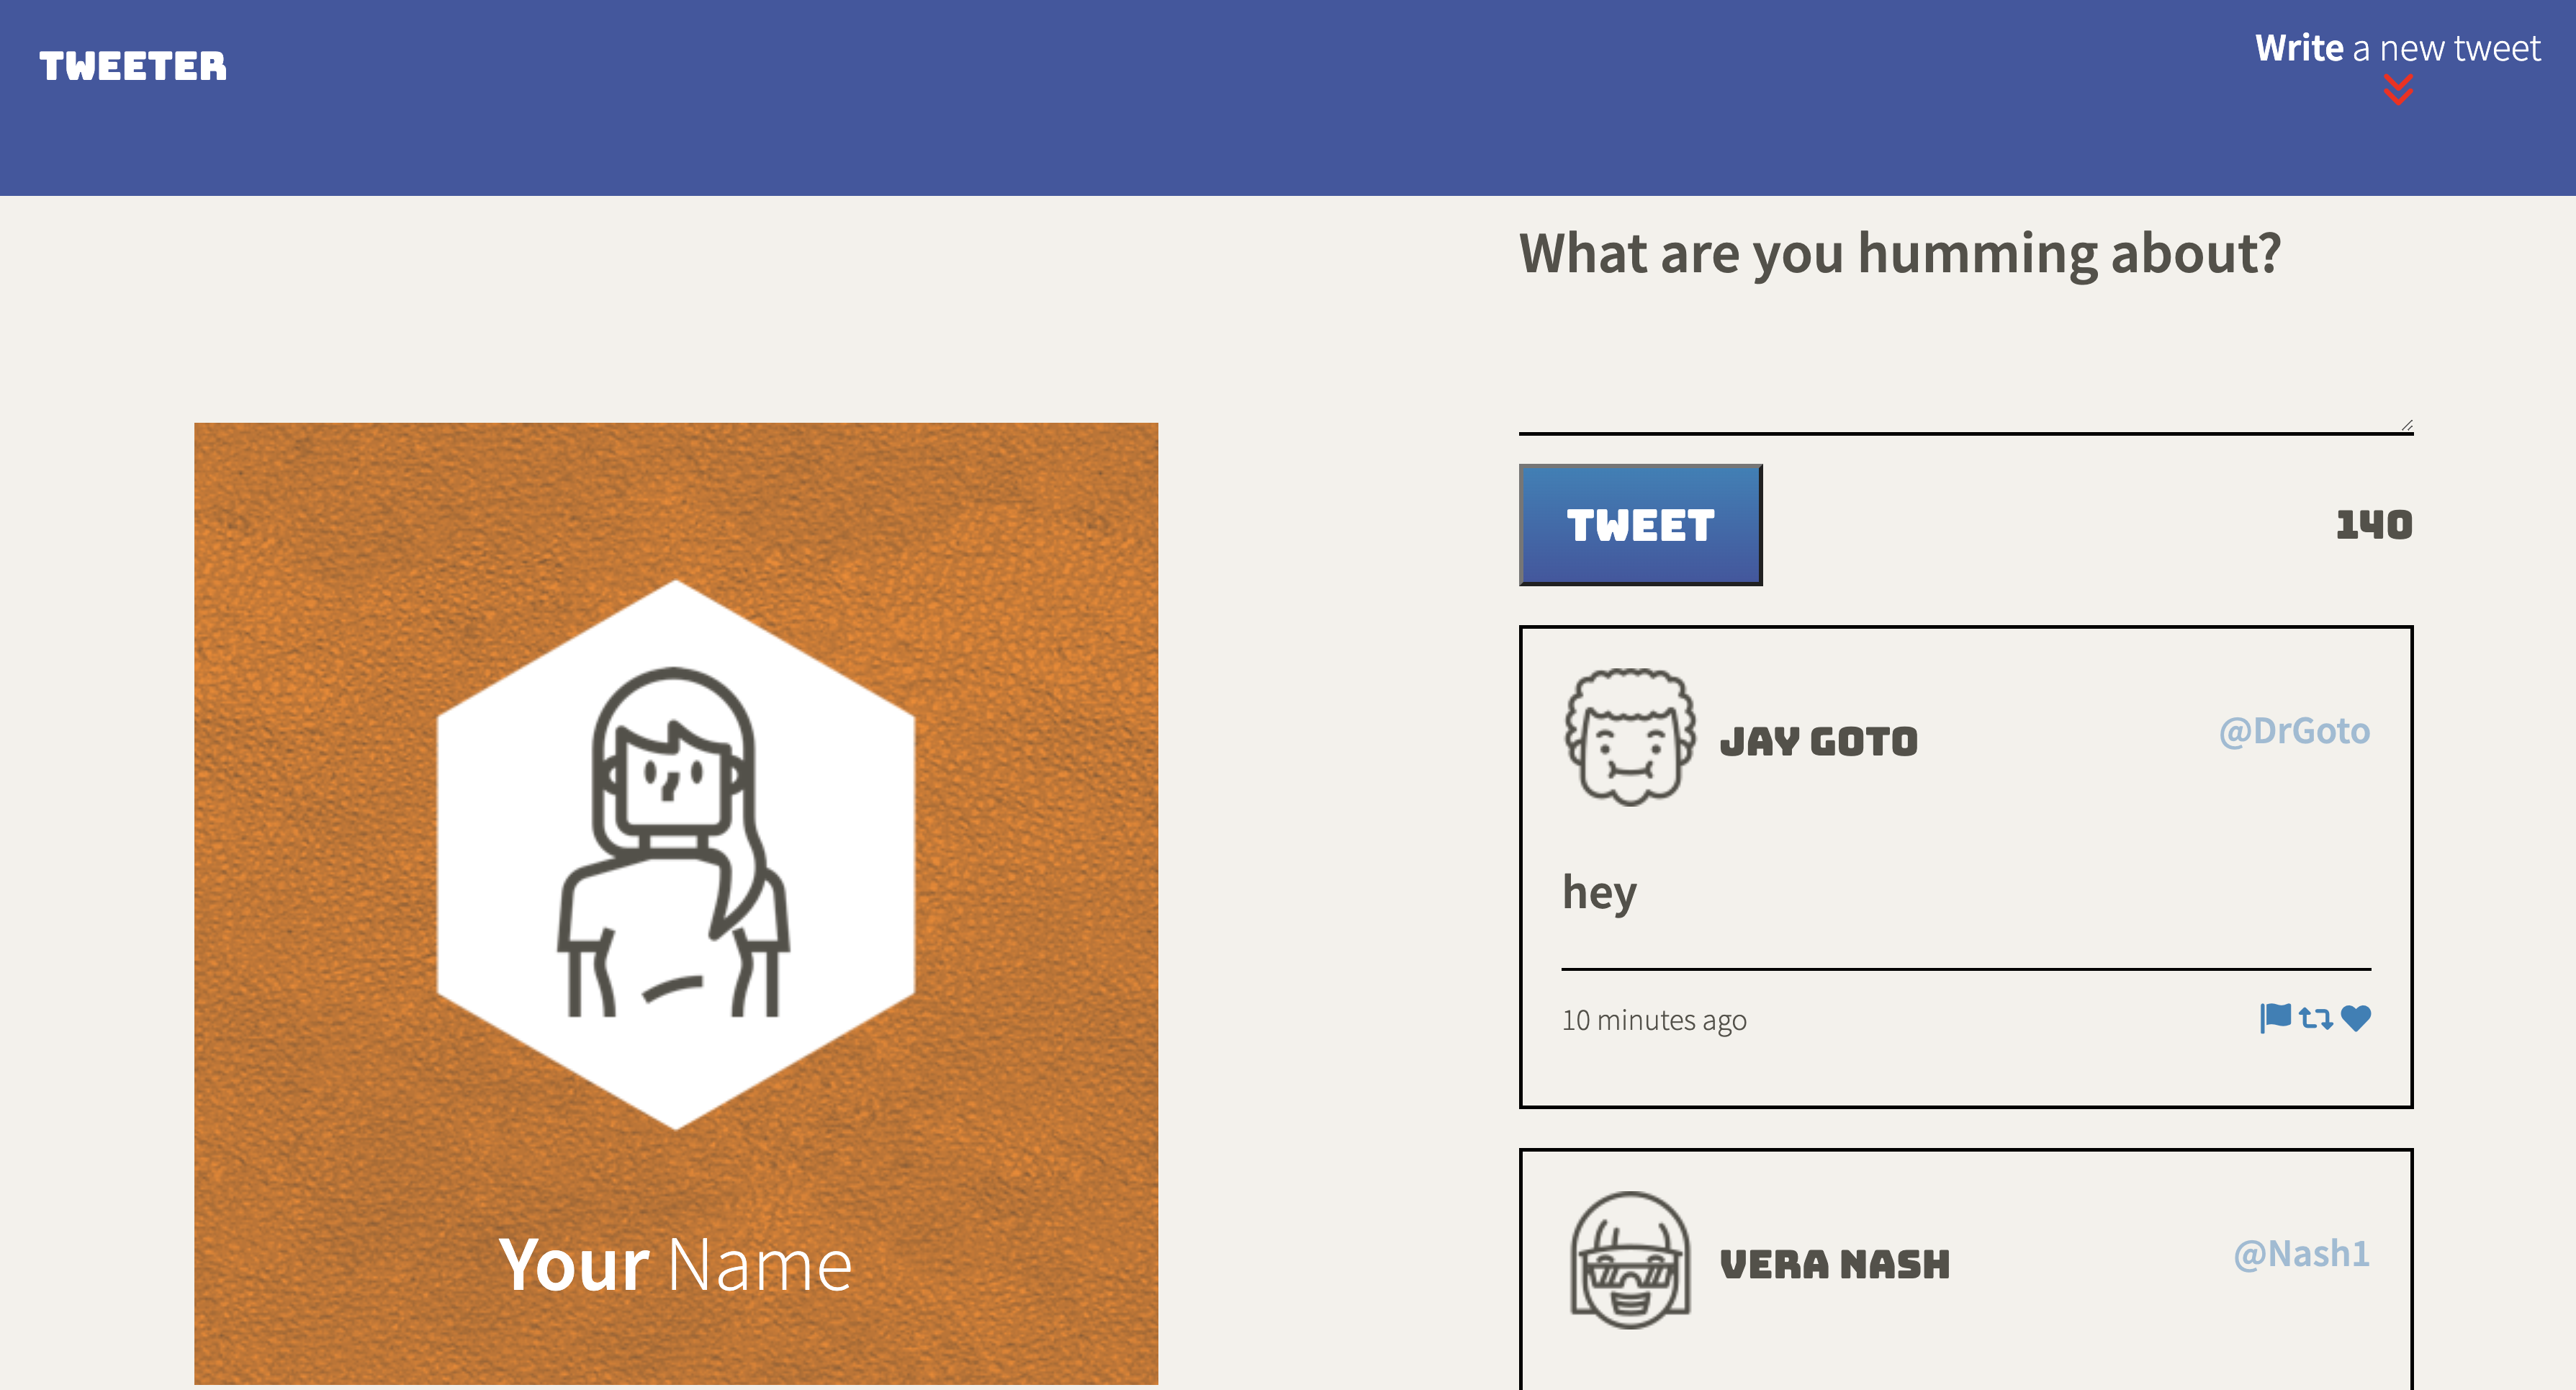 TWEETER
Write a new tweet
What are you humming about?
TWEET
140
JAY GOTO
@DrGoto
hey
10 minutes ago
VERA NASH
@Nash1
Your Name